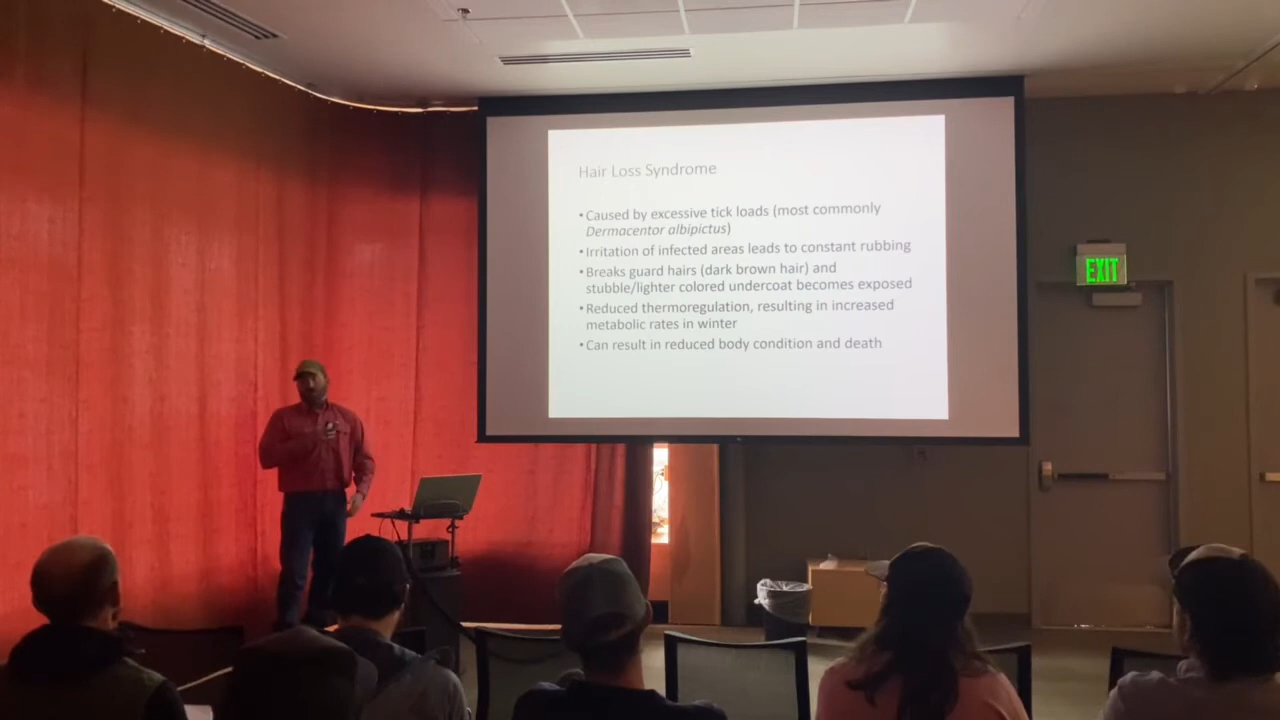 Hair Loss Syndrome
• Caused by excessive tick loads (most commonly
Dermacentor albipictus)
• Irritation of infected areas leads to constant rubbing
• Breaks guard hairs (dark brown hair) and
stubble/lighter colored undercoat becomes exposed
• Reduced thermoregulation, resulting in increased
metabolic rates in winter
• Can result in reduced body condition and death
EXIT